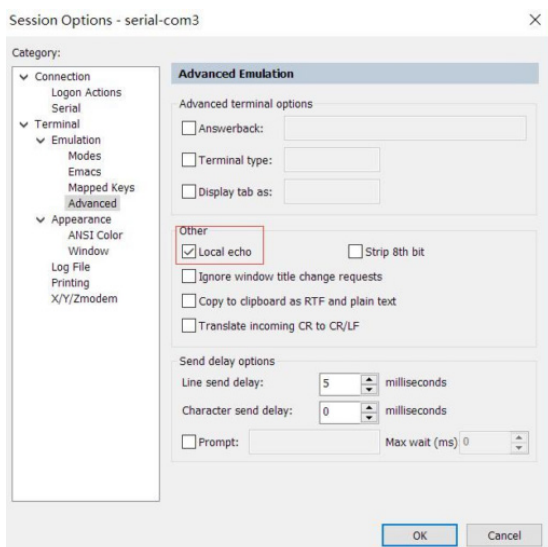 Session Options - serial-com3
Category:
Connection
Logon Actions
Serial
Terminal
Emulation
Modes
Emacs
Mapped Keys
Advanced
Appearance
ANSI Color
Window
Log File
Printing
X/Y/Zmodem
Advanced Emulation
Advanced terminal options
Answerback:
Terminal type:
Display tab as:
Other
Local echo Strip 8th bit
Ignore window title change requests
Copy to clipboard as RTF and plain text
Translate incoming CR to CR/LF
Send delay options
Line send delay: 5 milliseconds
Character send delay: 0 milliseconds
Prompt: Max wait (ms) 0
OK Cancel